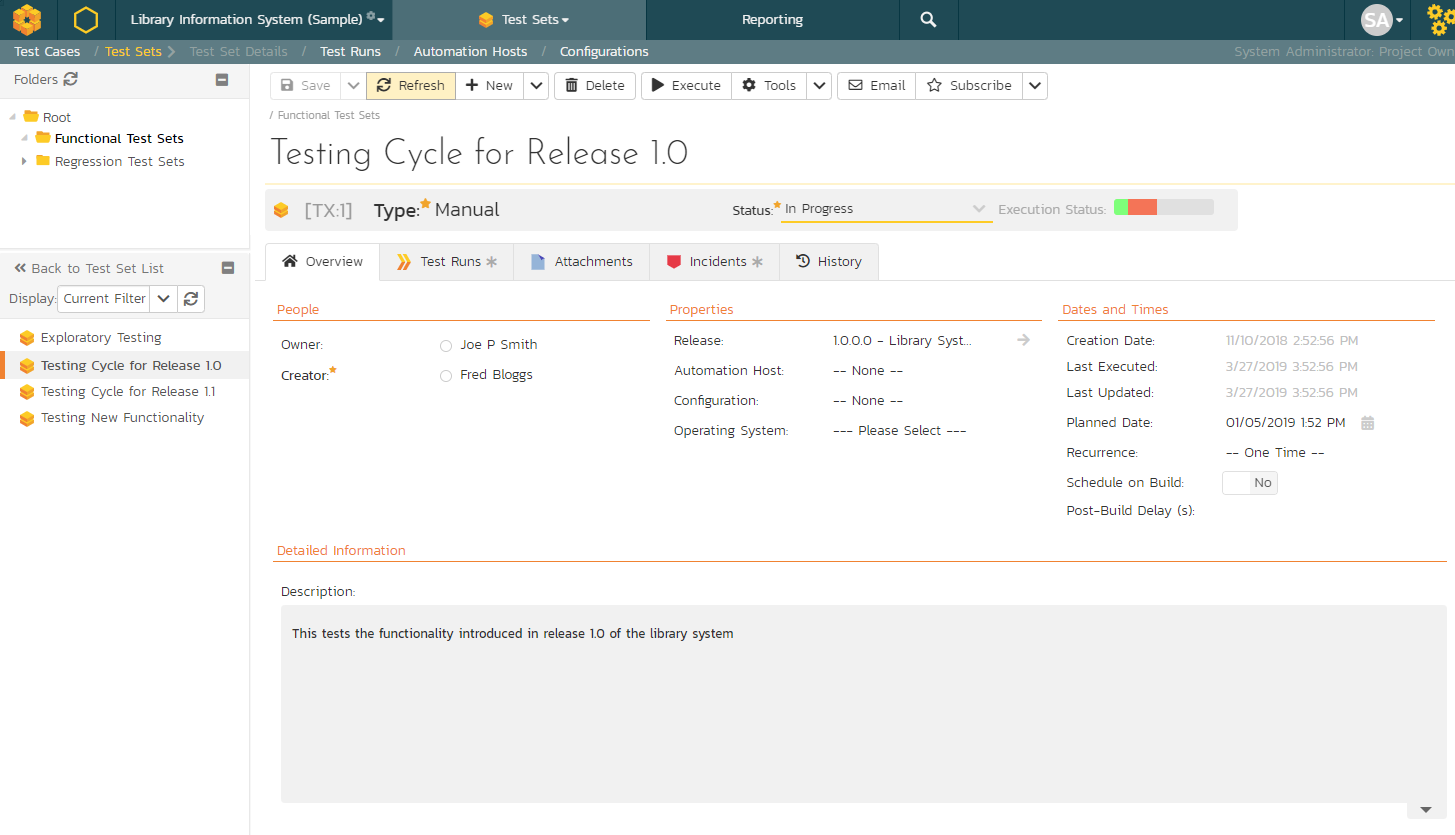 Library Information System (Sample)
Test Sets
Reporting
SA
Test Cases / Test Sets > Test Set Details / Test Runs / Automation Hosts / Configurations
System Administrator: Project Own
Folders
Root
Functional Test Sets
Regression Test Sets
Back to Test Set List
Display: Current Filter
Exploratory Testing
Testing Cycle for Release 1.0
Testing Cycle for Release 1.1
Testing New Functionality
Save Refresh New Delete Execute Tools Email Subscribe
/ Functional Test Sets
Testing Cycle for Release 1.0
[TX:1] Type: Manual Status: In Progress Execution Status:
Overview Test Runs Attachments Incidents History
People
Owner: Joe P Smith
Creator: Fred Bloggs
Properties
Release: 1.0.0.0 - Library Syst...
Automation Host: -- None --
Configuration: -- None --
Operating System: --- Please Select ---
Dates and Times
Creation Date: 11/10/2018 2:52:56 PM
Last Executed: 3/27/2019 3:52:56 PM
Last Updated: 3/27/2019 3:52:56 PM
Planned Date: 01/05/2019 1:52 PM
Recurrence: -- One Time --
Schedule on Build: No
Post-Build Delay (s):
Detailed Information
Description:
This tests the functionality introduced in release 1.0 of the library system